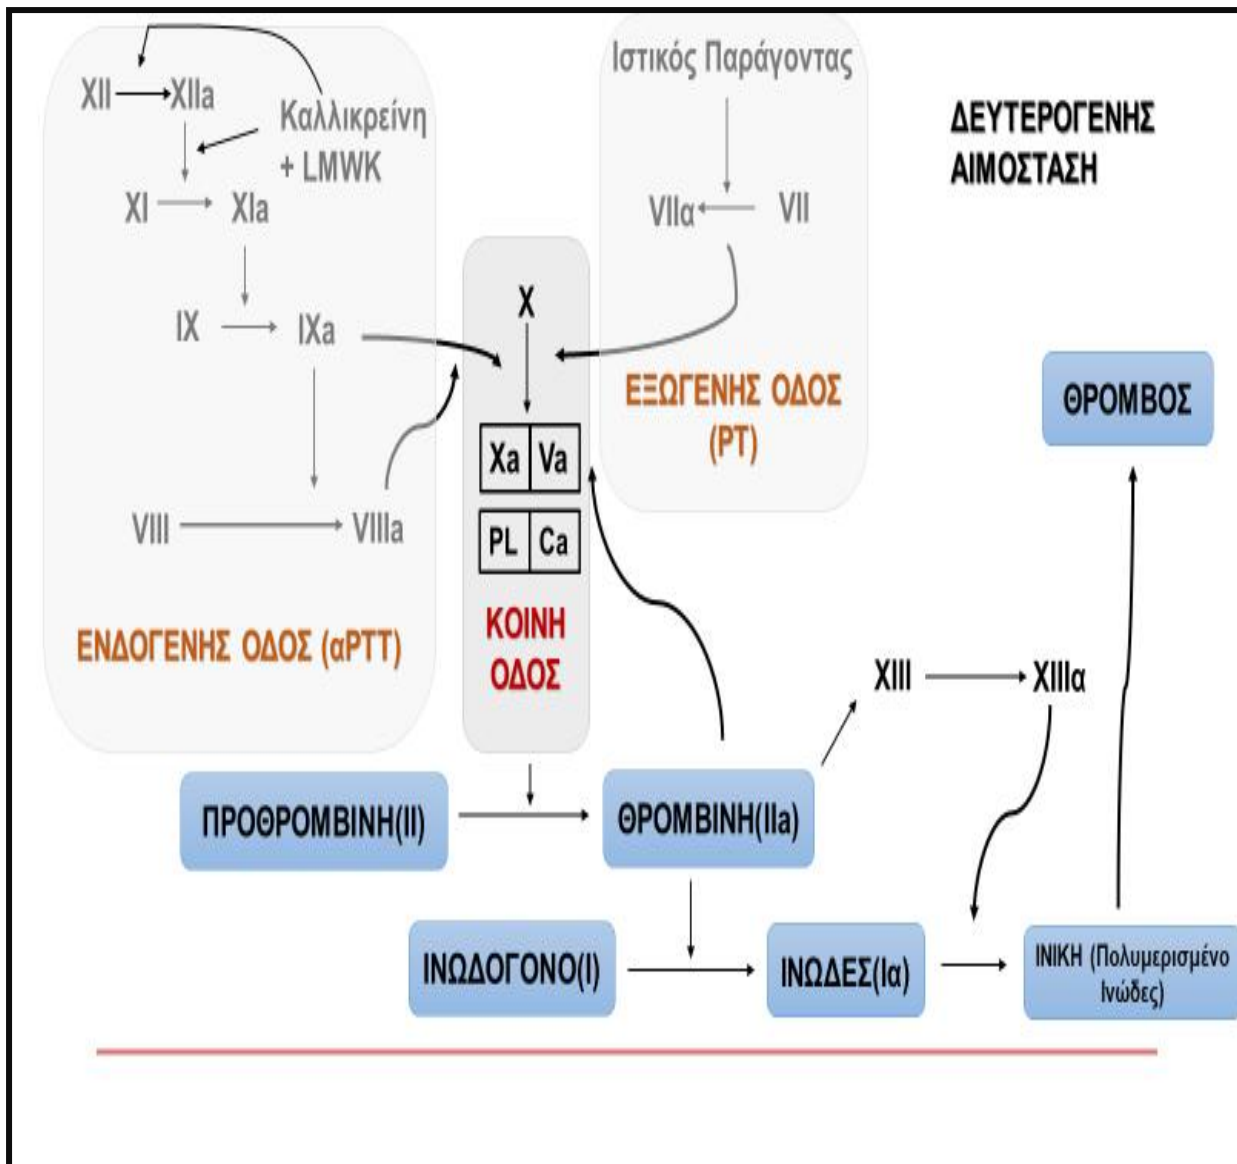 XII
XIIa
Καλλικρείνη
+ LMWK
XI
XIa
IX
IXa
VIII
VIIIa
ΕΝΔΟΓΕΝΗΣ ΟΔΟΣ (αPTT)
Ιστικός Παράγοντας
VIIα
VII
ΕΞΩΓΕΝΗΣ ΟΔΟΣ
(PT)
X
Xa
Va
PL
Ca
ΚΟΙΝΗ
ΟΔΟΣ
ΔΕΥΤΕΡΟΓΕΝΗΣ
ΑΙΜΟΣΤΑΣΗ
ΘΡΟΜΒΟΣ
XIII
XIIIα
ΠΡΟΘΡΟΜΒΙΝΗ(II)
ΘΡΟΜΒΙΝΗ(IIa)
ΙΝΩΔΟΓΟΝΟ(I)
ΙΝΩΔΕΣ(Iα)
ΙΝΙΚΗ (Πολυμερισμένο
Ινώδες)